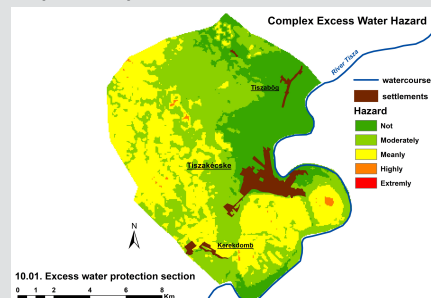 Complex Excess Water Hazard
River Tisza
Tiszabög
watercourse
settlements
Hazard
Not
Moderately
Meanly
Highly
Extremly
Tiszakécske
Kerekdomb
N
10.01. Excess water protection section
0 1 2 4 6 8
Km